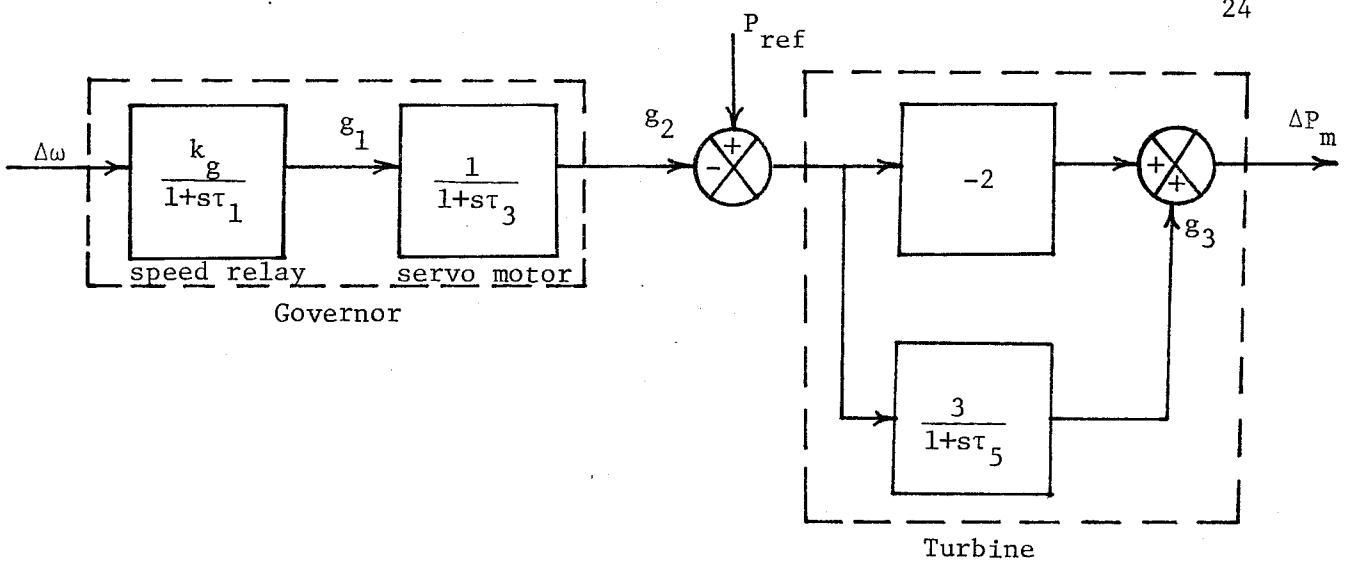 24
P_ref
Δω
k_g
1+sτ_1
speed relay
g_1
1
1+sτ_3
servo motor
Governor
g_2
+
-
-2
+
+
g_3
ΔP_m
3
1+sτ_5
Turbine